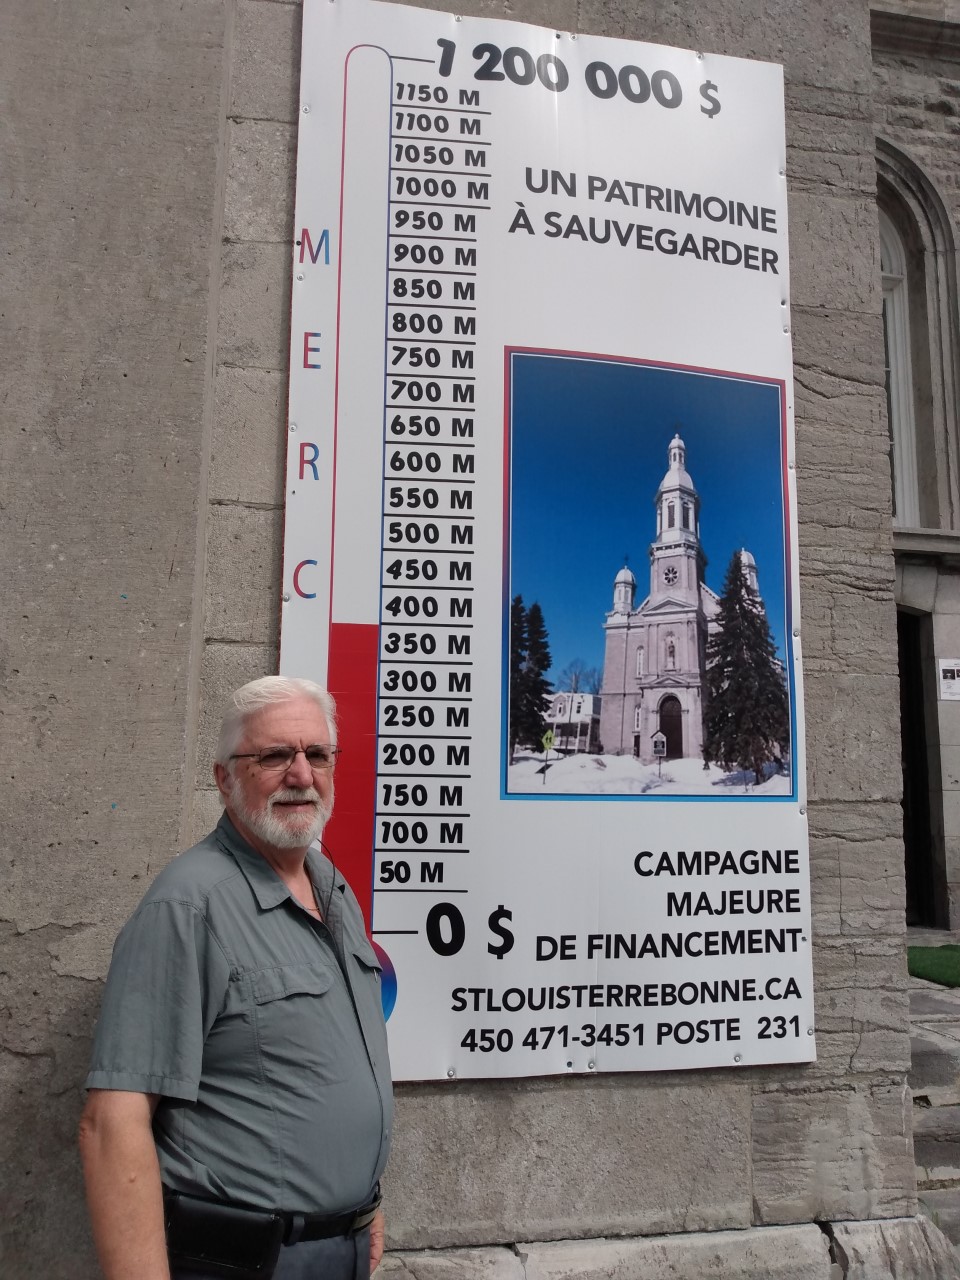 1 200 000 $
1150 M
1100 M
1050 M
1000 M
950 M
900 M
850 M
800 M
750 M
700 M
650 M
600 M
550 M
500 M
450 M
400 M
350 M
300 M
250 M
200 M
150 M
100 M
50 M
0 $
M
E
R
C
UN PATRIMOINE
À SAUVEGARDER
CAMPAGNE
MAJEURE
DE FINANCEMENT
STLOUISTERREBONNE.CA
450 471-3451 POSTE 231